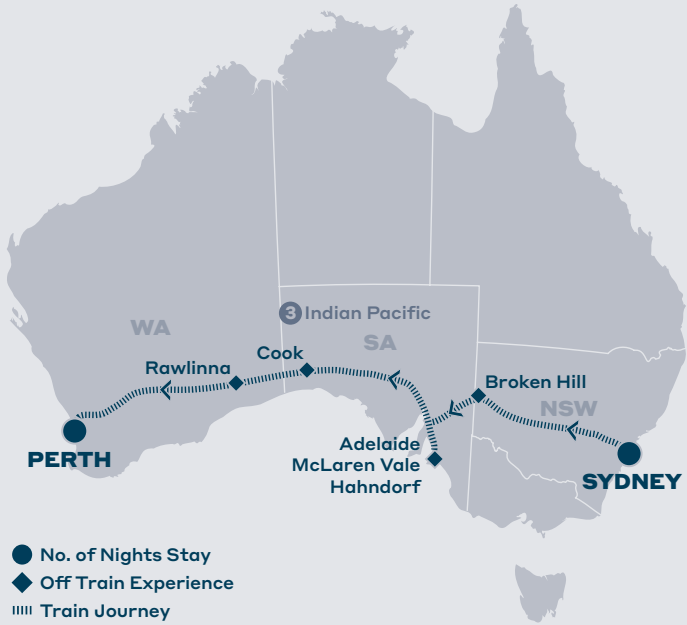 3 Indian Pacific
WA
SA
Cook
Rawlinna
Broken Hill
NSW
Adelaide
McLaren Vale
Hahndorf
PERTH
SYDNEY
No. of Nights Stay
Off Train Experience
Train Journey